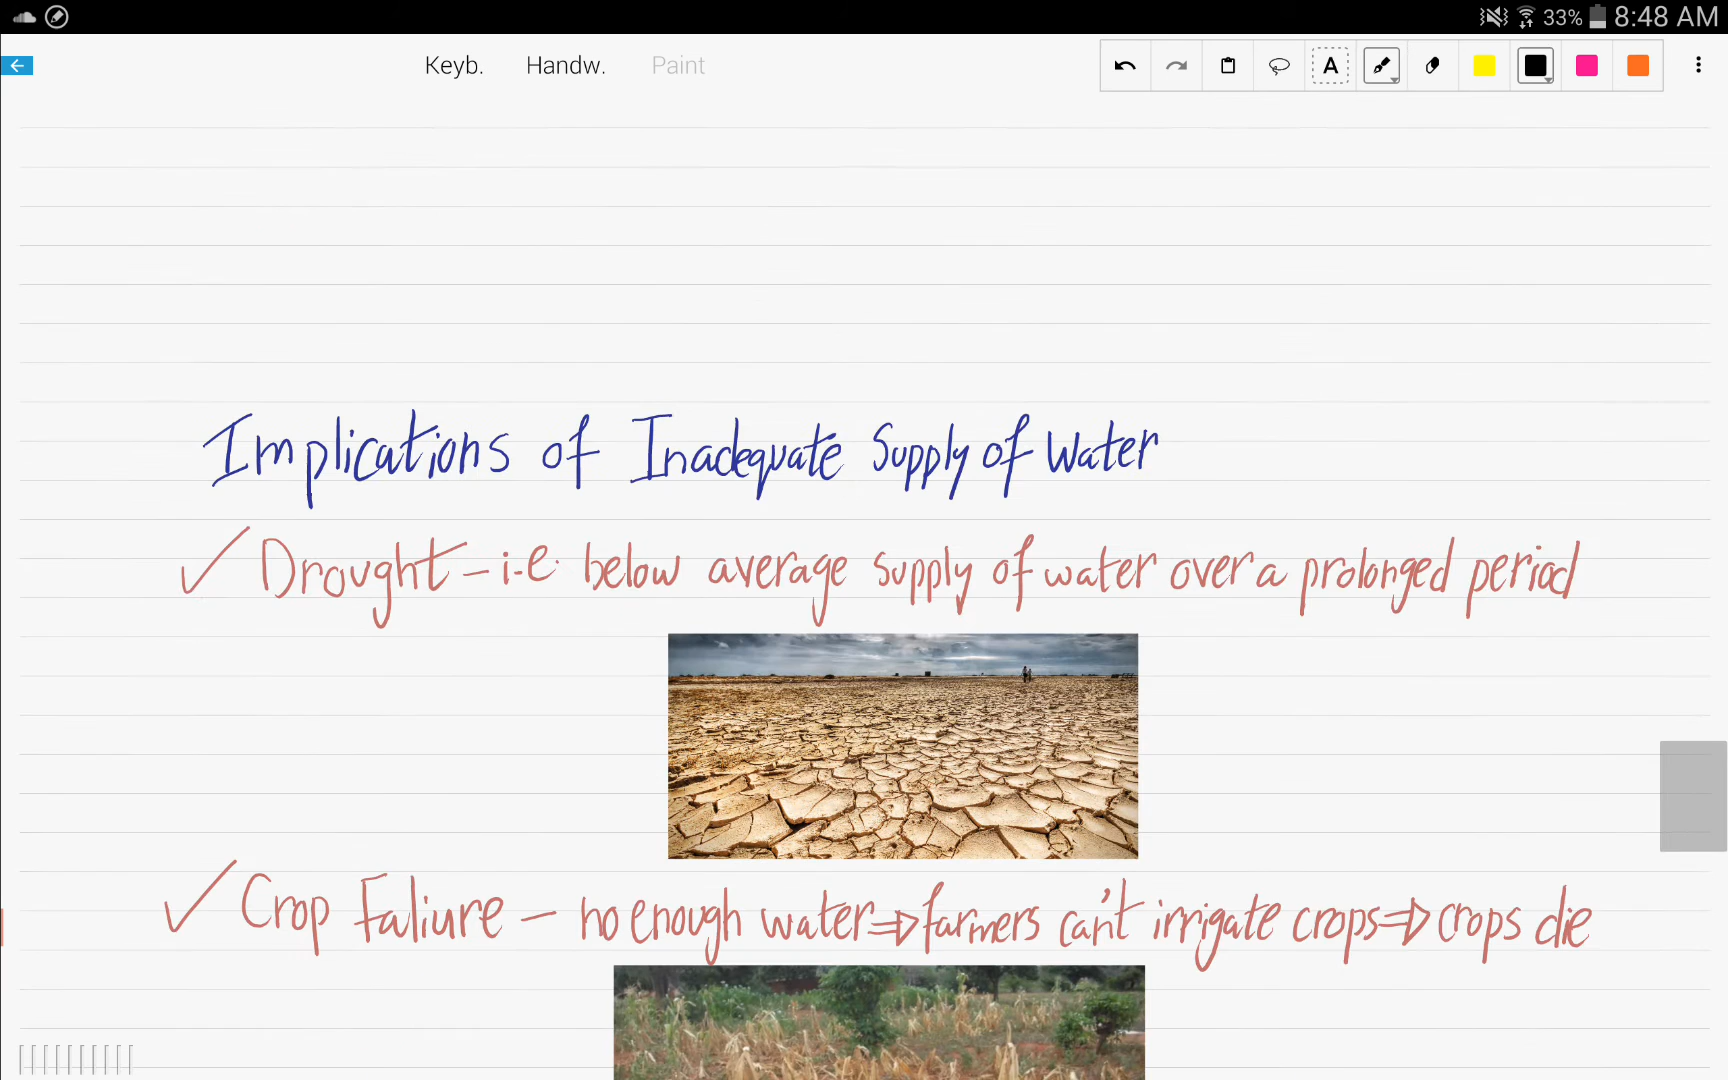 33% 8:48 AM
Keyb. Handw. Paint A
Implications of Inadequate Supply of Water
✓ Drought - i.e. below average supply of water over a prolonged period
✓ Crop Faliure - no enough water ⇒ farmers can't irrigate crops ⇒ crops die